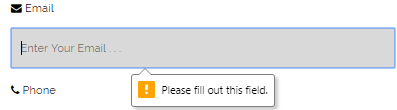 Email
Enter Your Email . . .
Please fill out this field.
Phone